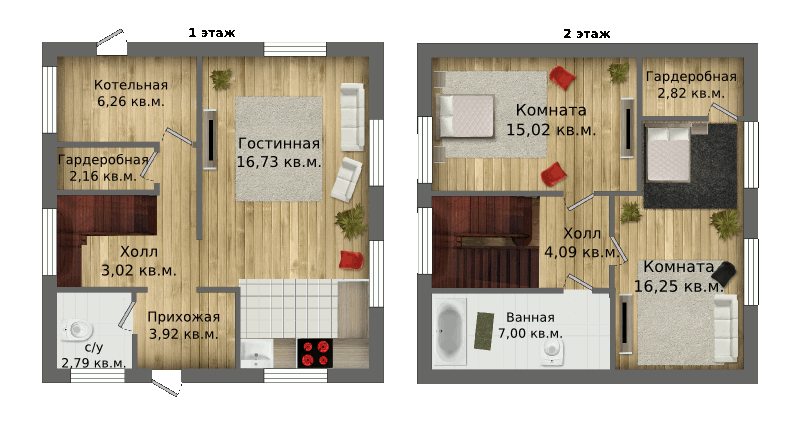 1 этаж
Котельная
6,26 кв.м.
Гардеробная
2,16 кв.м.
Гостинная
16,73 кв.м.
Холл
3,02 кв.м.
Прихожая
3,92 кв.м.
с/у
2,79 кв.м.
2 этаж
Комната
15,02 кв.м.
Гардеробная
2,82 кв.м.
Холл
4,09 кв.м.
Комната
16,25 кв.м.
Ванная
7,00 кв.м.